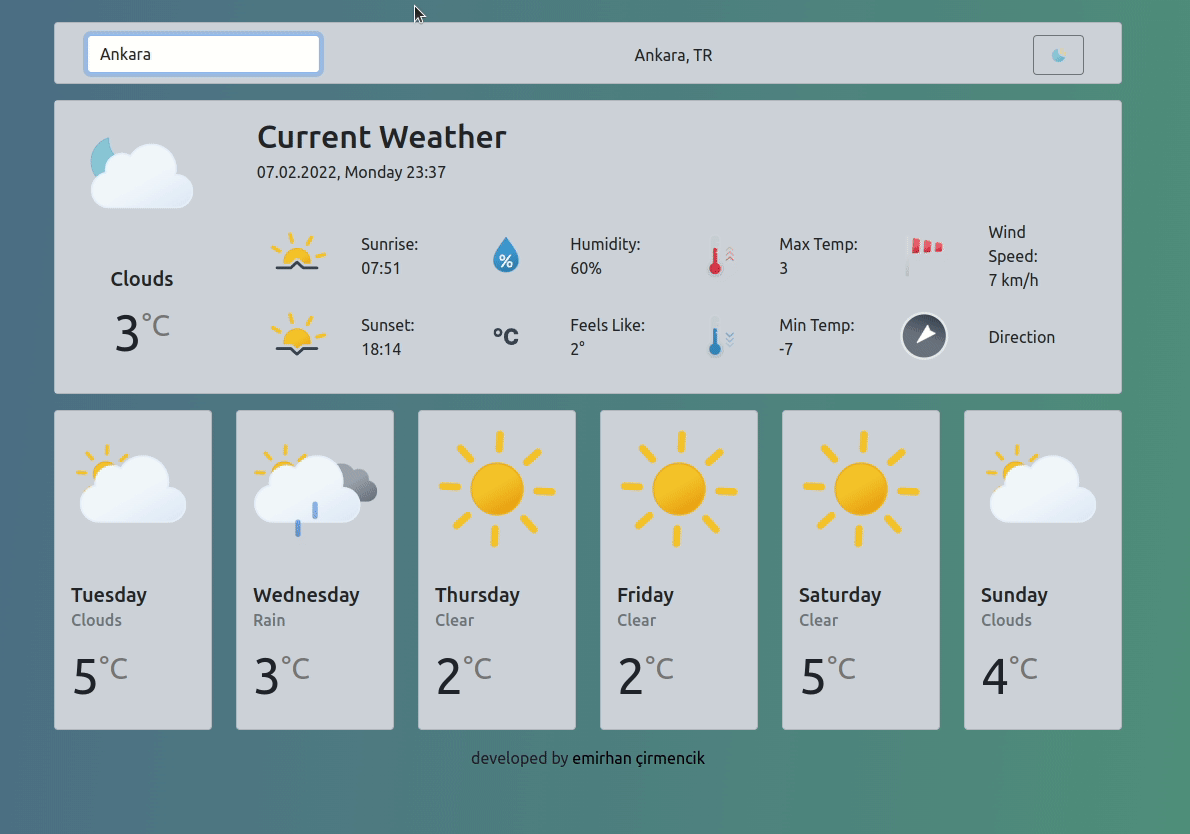 Ankara
Ankara, TR
Current Weather
07.02.2022, Monday 23:37
Clouds
3°C
Sunrise:
07:51
%
Humidity:
60%
Max Temp:
3
Wind
Speed:
7 km/h
Sunset:
18:14
°C
Feels Like:
2°
Min Temp:
-7
Direction
Tuesday
Clouds
5°C
Wednesday
Rain
3°C
Thursday
Clear
2°C
Friday
Clear
2°C
Saturday
Clear
5°C
Sunday
Clouds
4°C
developed by emirhan çirmencik